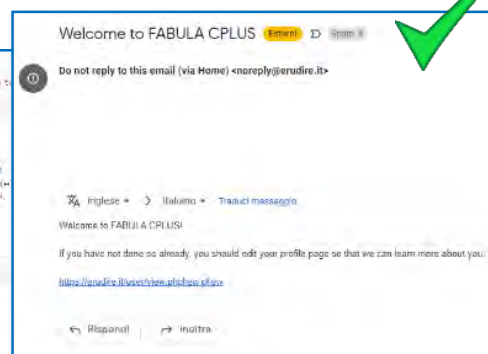 Welcome to FABULA CPLUS Esterni Spam x
Do not reply to this email (via Home) <noreply@erudire.it>
inglese > italiano Traduci messaggio
Welcome to FABULA CPLUS!
If you have not done so already, you should edit your profile page so that we can learn more about you:
Rispondi Inoltra